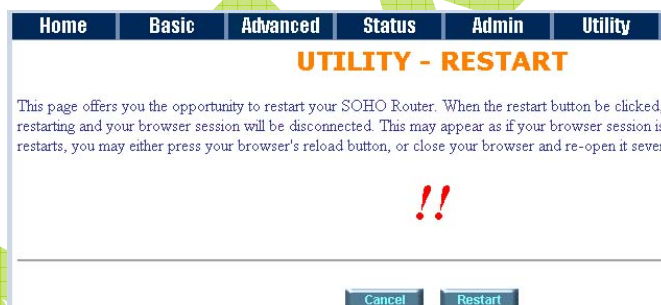 Home Basic Advanced Status Admin Utility
UTILITY - RESTART
This page offers you the opportunity to restart your SOHO Router. When the restart button be clicked,
restarting and your browser session will be disconnected. This may appear as if your browser session is
restarts, you may either press your browser's reload button, or close your browser and re-open it
!!
Cancel Restart